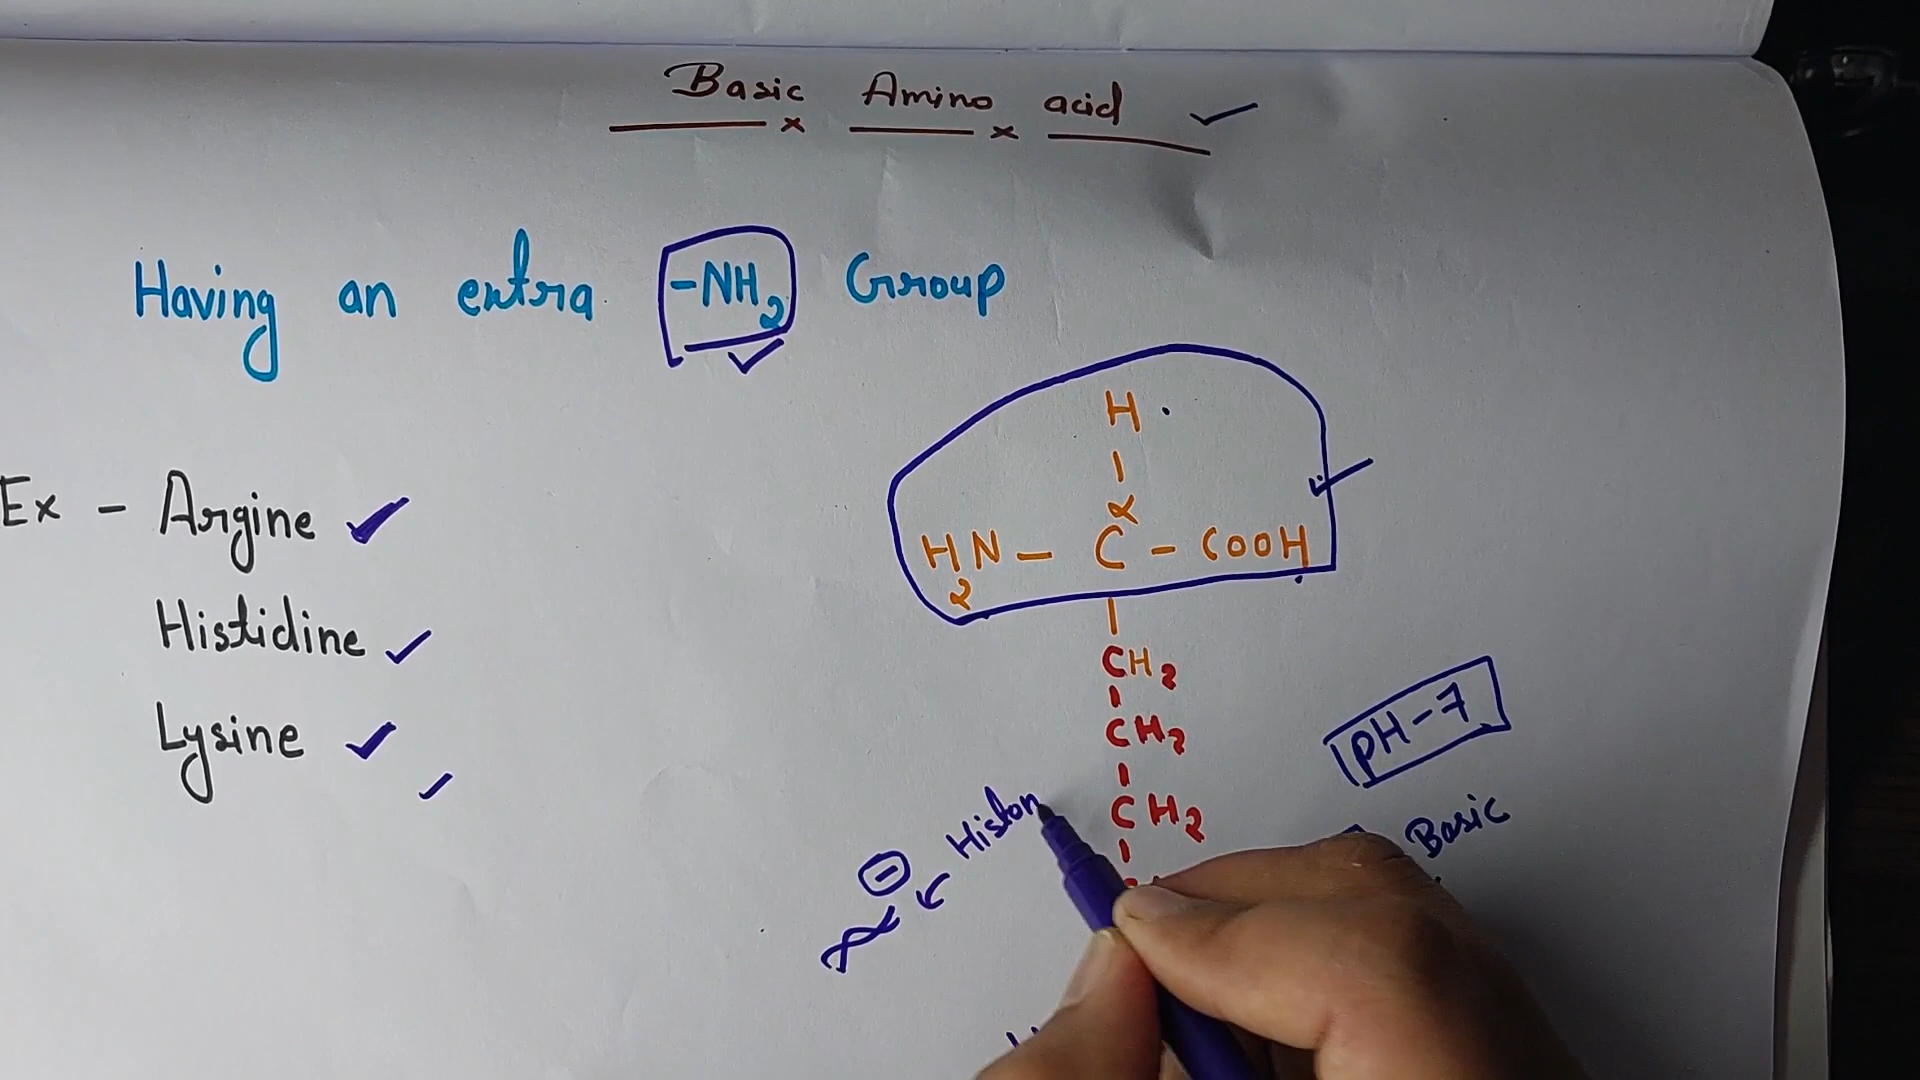 Basic Amino acid
Having an extra -NH2 Group
Ex - Argine
Histidine
Lysine
H
α
H2N - C - COOH
CH2
CH2
CH2
PH-7
Basic
Histon